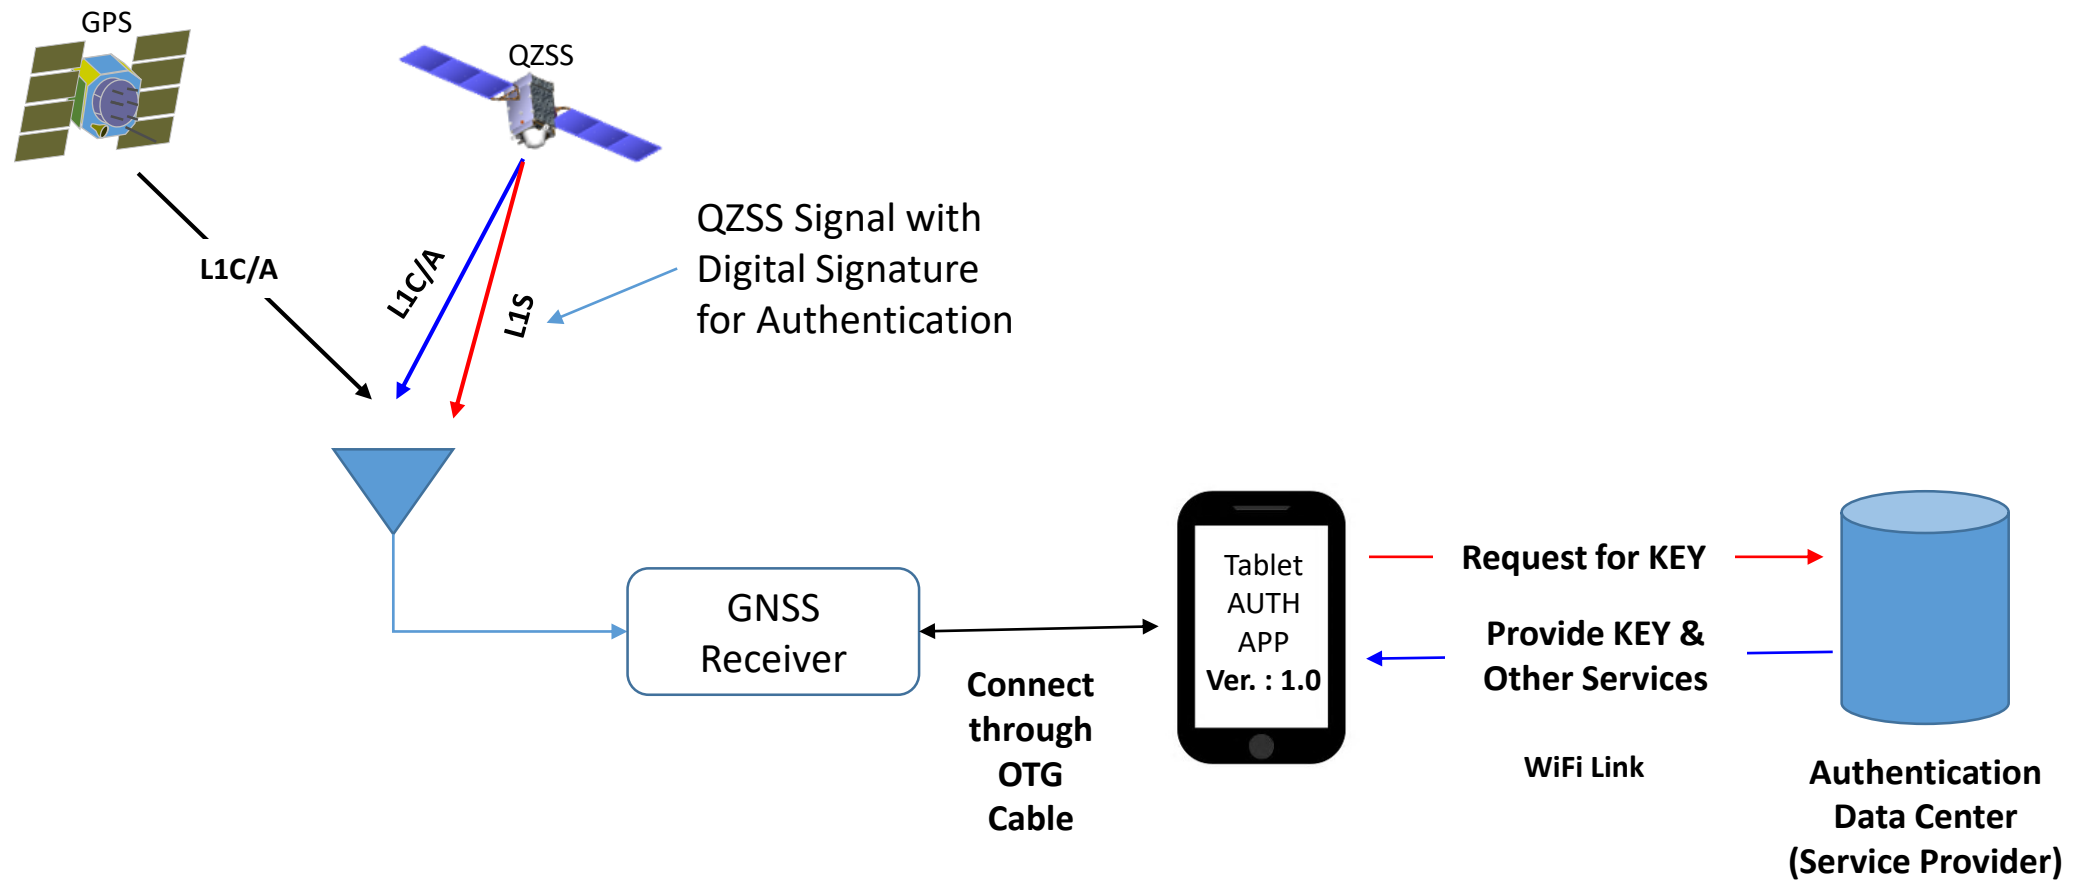 GPS
QZSS
QZSS Signal with
Digital Signature
for Authentication
L1C/A
L1C/A
L1S
GNSS
Receiver
Connect
through
OTG
Cable
Tablet
AUTH
APP
Ver. : 1.0
Request for KEY
Provide KEY &
Other Services
WiFi Link
Authentication
Data Center
(Service Provider)